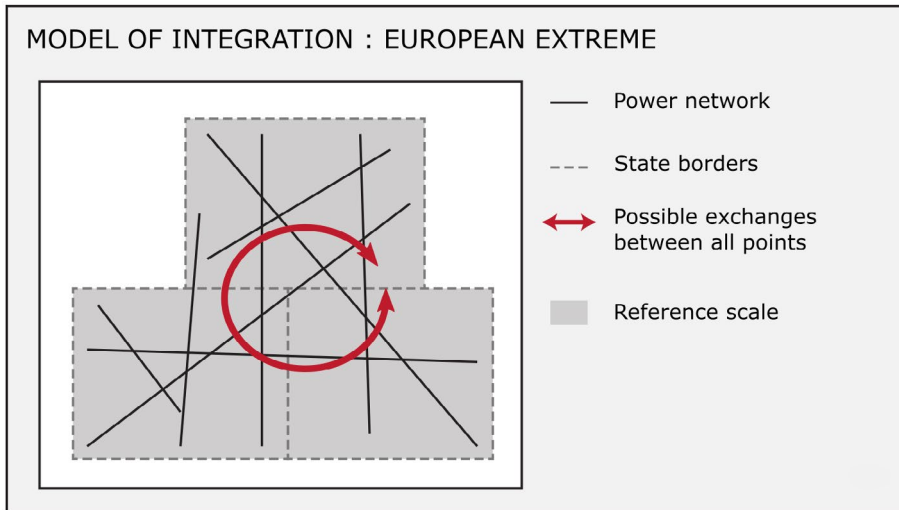 MODEL OF INTEGRATION : EUROPEAN EXTREME
Power network
State borders
Possible exchanges
between all points
Reference scale